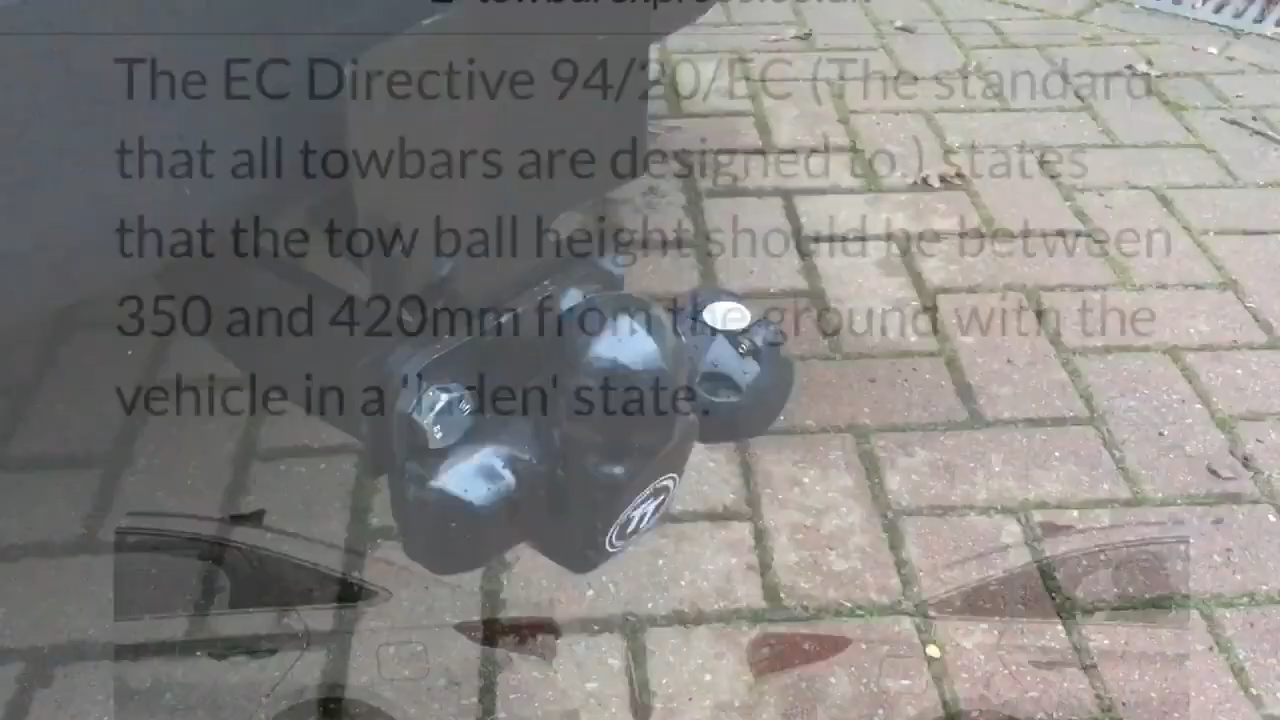 The EC Directive 94/20/EC (The standard
that all towbars are designed to.) states
that the tow ball height should be between
350 and 420mm from the ground with the
vehicle in a 'laden' state.